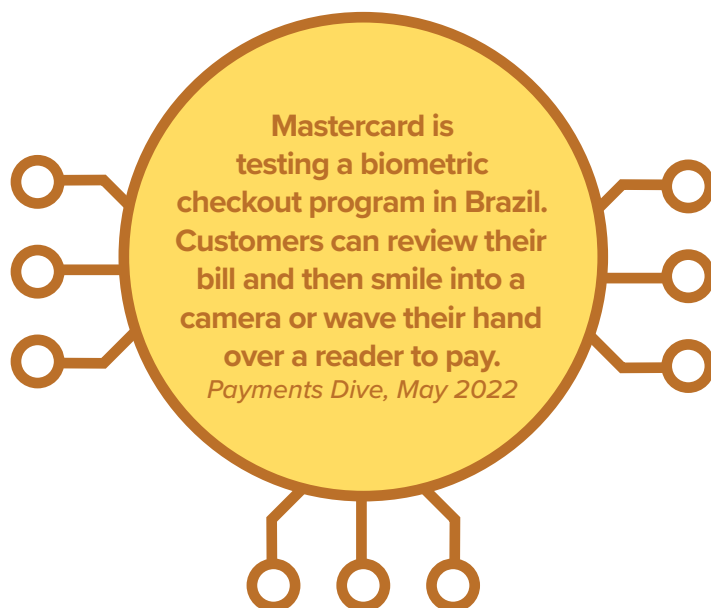 Mastercard is
testing a biometric
checkout program in Brazil.
Customers can review their
bill and then smile into a
camera or wave their hand
over a reader to pay.
Payments Dive, May 2022